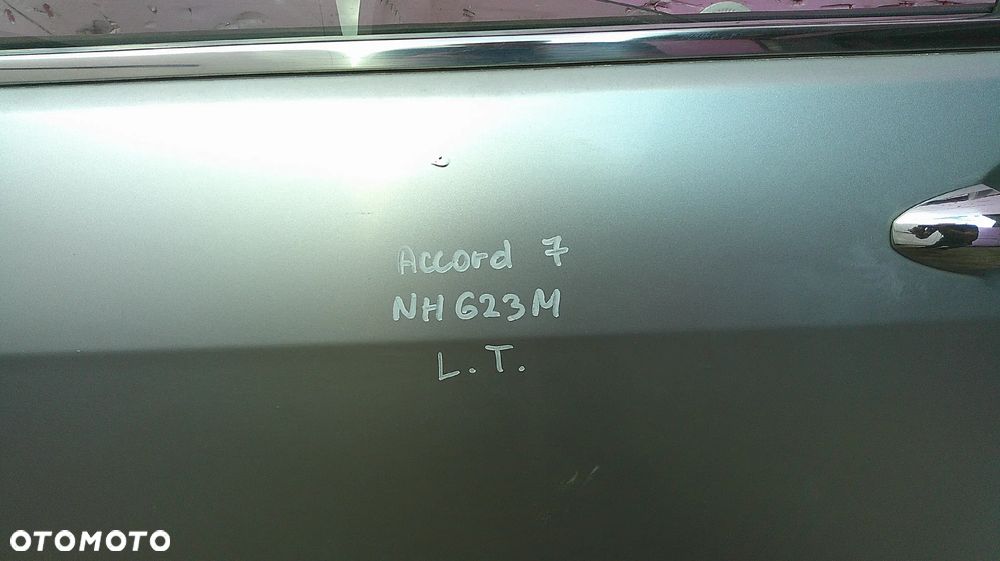 Accord 7
NH623M
L.T.
OTOMOTO